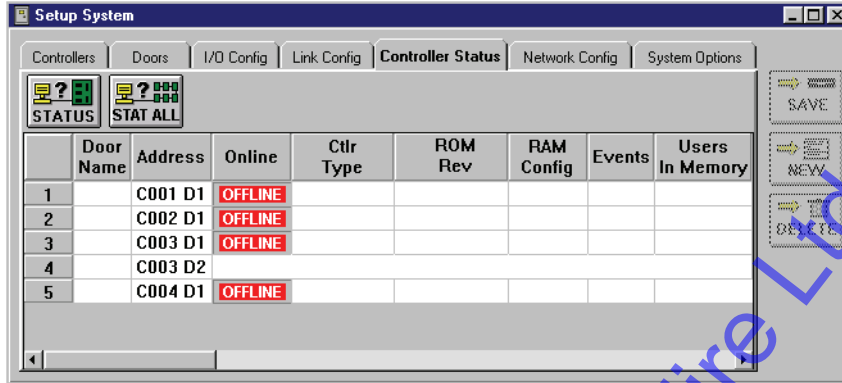 Setup System
Controllers Doors I/O Config Link Config Controller Status Network Config System Options
STATUS STAT ALL
SAVE
NEW
DELETE
Door Name Address Online Ctlr Type ROM Rev RAM Config Events Users In Memory
1 C001 D1 OFFLINE
2 C002 D1 OFFLINE
3 C003 D1 OFFLINE
4 C003 D2
5 C004 D1 OFFLINE
ire Ltd